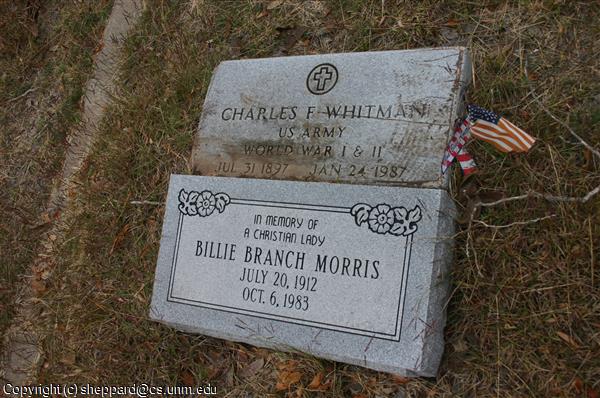 CHARLES F WHITMAN
US ARMY
WORLD WAR I & II
JUL 31 1897 JAN 24 1987
IN MEMORY OF
A CHRISTIAN LADY
BILLIE BRANCH MORRIS
JULY 20, 1912
OCT. 6, 1983
Copyright (c) sheppard@cs.unm.edu